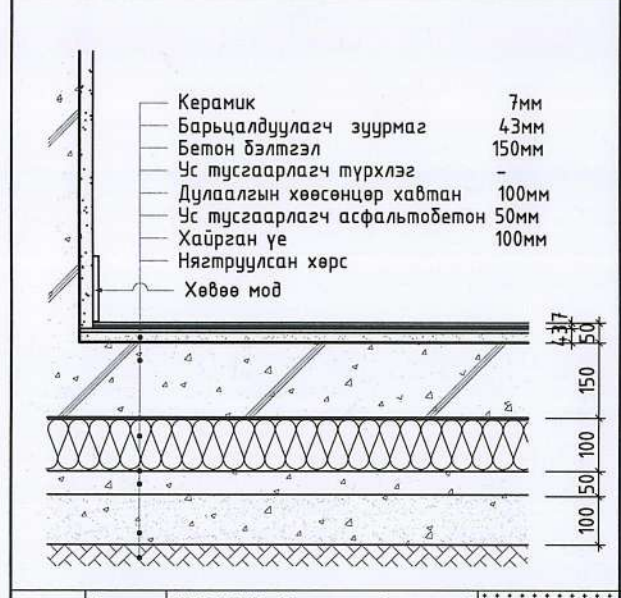 Керамик 7мм
Барьцалдуулагч зуурмаг 43мм
Бетон бэлтгэл 150мм
Ус тусгаарлагч түрхлэг -
Дулаалгын хөөсөнцөр хавтан 100мм
Ус тусгаарлагч асфальтобетон 50мм
Хайрган үе 100мм
Нягтруулсан хөрс
Хөвөө мод
43 7
50
150
100
50
100